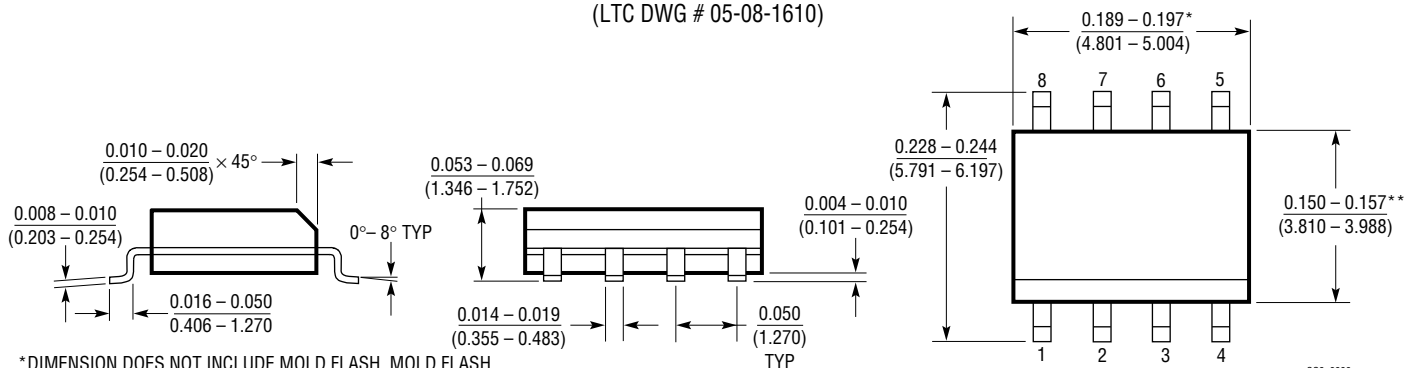 (LTC DWG # 05-08-1610)
0.189 – 0.197*
(4.801 – 5.004)
8 7 6 5
0.010 – 0.020
(0.254 – 0.508)
× 45°
0.053 – 0.069
(1.346 – 1.752)
0.228 – 0.244
(5.791 – 6.197)
0.008 – 0.010
(0.203 – 0.254)
0°– 8° TYP
0.004 – 0.010
(0.101 – 0.254)
0.150 – 0.157**
(3.810 – 3.988)
0.016 – 0.050
0.406 – 1.270
0.014 – 0.019
(0.355 – 0.483)
0.050
(1.270)
TYP
1 2 3 4
*DIMENSION DOES NOT INCLUDE MOLD FLASH. MOLD FLASH